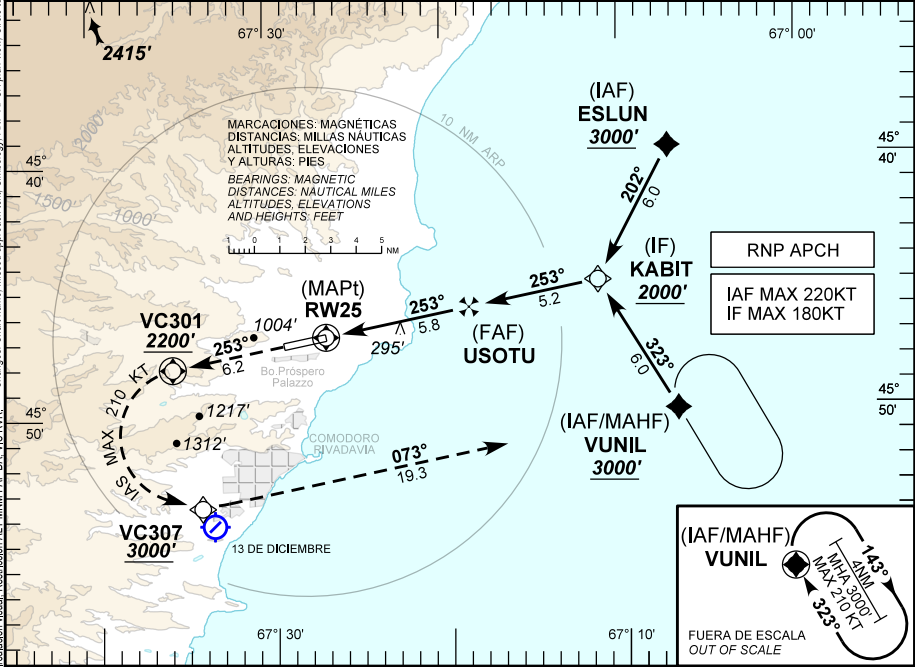 67° 30'
67° 00'
2415'
(IAF)
ESLUN
3000'
MARCACIONES: MAGNÉTICAS
DISTANCIAS: MILLAS NÁUTICAS
ALTITUDES, ELEVACIONES
Y ALTURAS: PIES
BEARINGS: MAGNETIC
DISTANCES: NAUTICAL MILES
ALTITUDES, ELEVATIONS
AND HEIGHTS: FEET
1 0 1 2 3 4 5 NM
10 NM ARP
2000'
1500'
1000'
45°
40'
45°
40'
202°
6.0
(IF)
KABIT
2000'
RNP APCH
IAF MAX 220KT
IF MAX 180KT
253°
5.2
(MAPt)
RW25
253°
5.8
295'
(FAF)
USOTU
VC301
2200'
1004'
253°
6.2
Bo.Próspero
Palazzo
323°
6.0
IAS MAX 210 KT
1217'
1312'
45°
50'
45°
50'
(IAF/MAHF)
VUNIL
3000'
COMODORO
RIVADAVIA
073°
19.3
VC307
3000'
13 DE DICIEMBRE
(IAF/MAHF)
VUNIL
143°
4NM
MHA 3000'
MAX 210 KT
323°
FUERA DE ESCALA
OUT OF SCALE
67° 30'
67° 10'